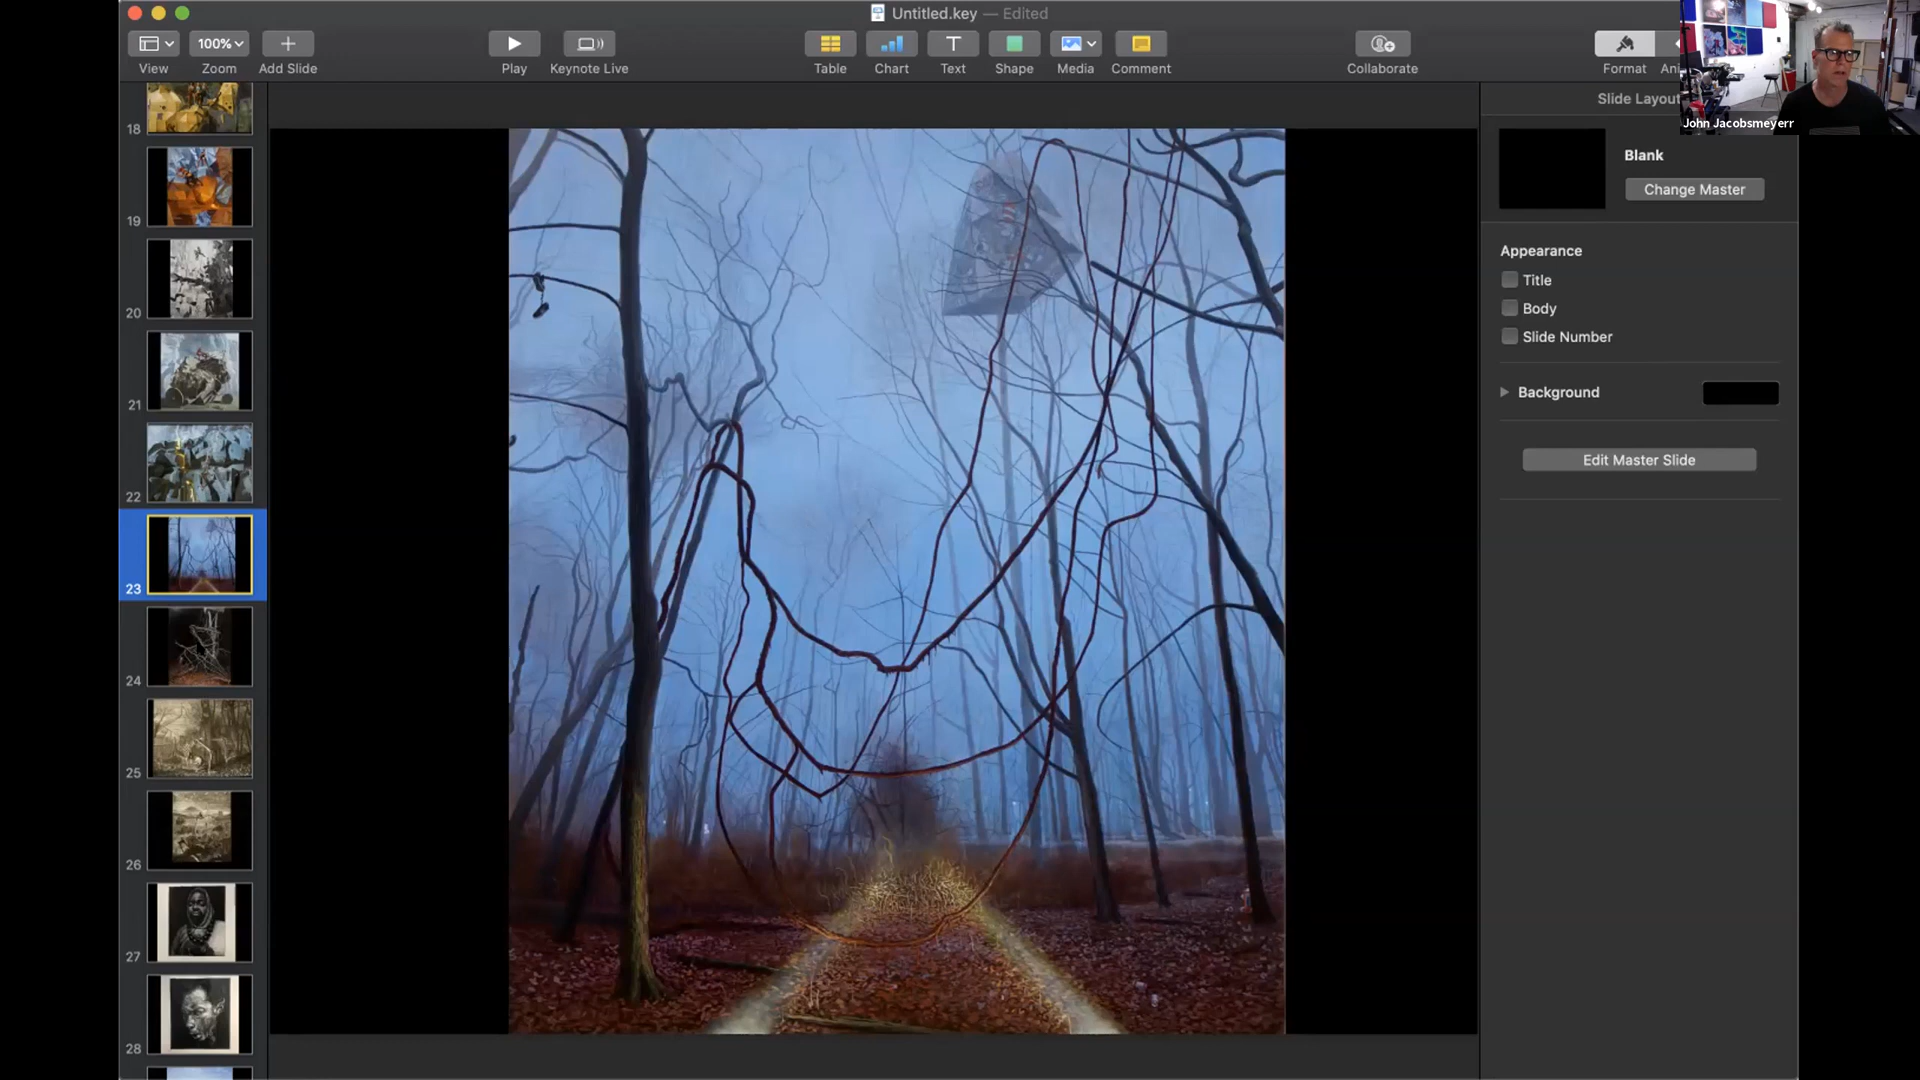 Untitled.key — Edited
View
100%
Zoom
Add Slide
Play
Keynote Live
Table
Chart
Text
Shape
Media
Comment
Collaborate
Format
Ani
Slide Layout
John Jacobsmeyerr
Blank
Change Master
Appearance
Title
Body
Slide Number
Background
Edit Master Slide
18
19
20
21
22
23
24
25
26
27
28